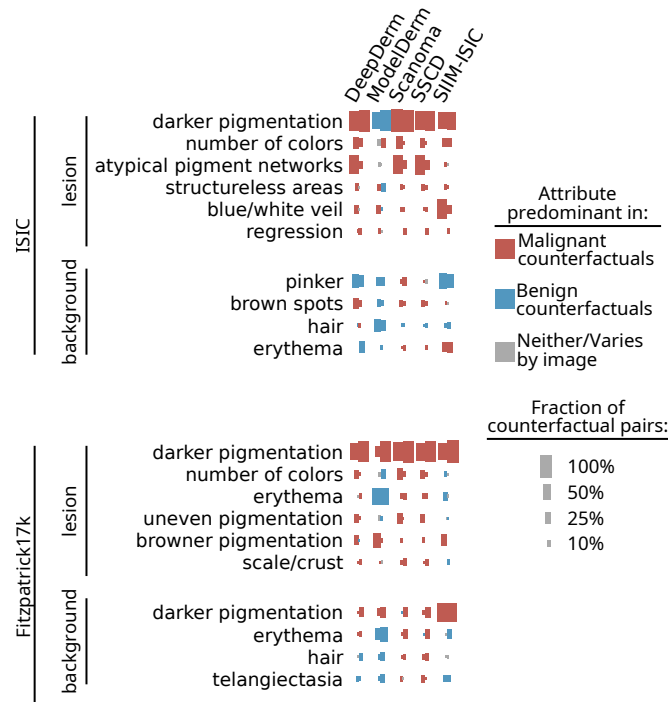 DeepDerm
ModelDerm
Scanoma
SSCD
SIIM-ISIC
ISIC
lesion
darker pigmentation
number of colors
atypical pigment networks
structureless areas
blue/white veil
regression
background
pinker
brown spots
hair
erythema
Attribute
predominant in:
Malignant
counterfactuals
Benign
counterfactuals
Neither/Varies
by image
Fraction of
counterfactual pairs:
100%
50%
25%
10%
Fitzpatrick17k
lesion
darker pigmentation
number of colors
erythema
uneven pigmentation
browner pigmentation
scale/crust
background
darker pigmentation
erythema
hair
telangiectasia